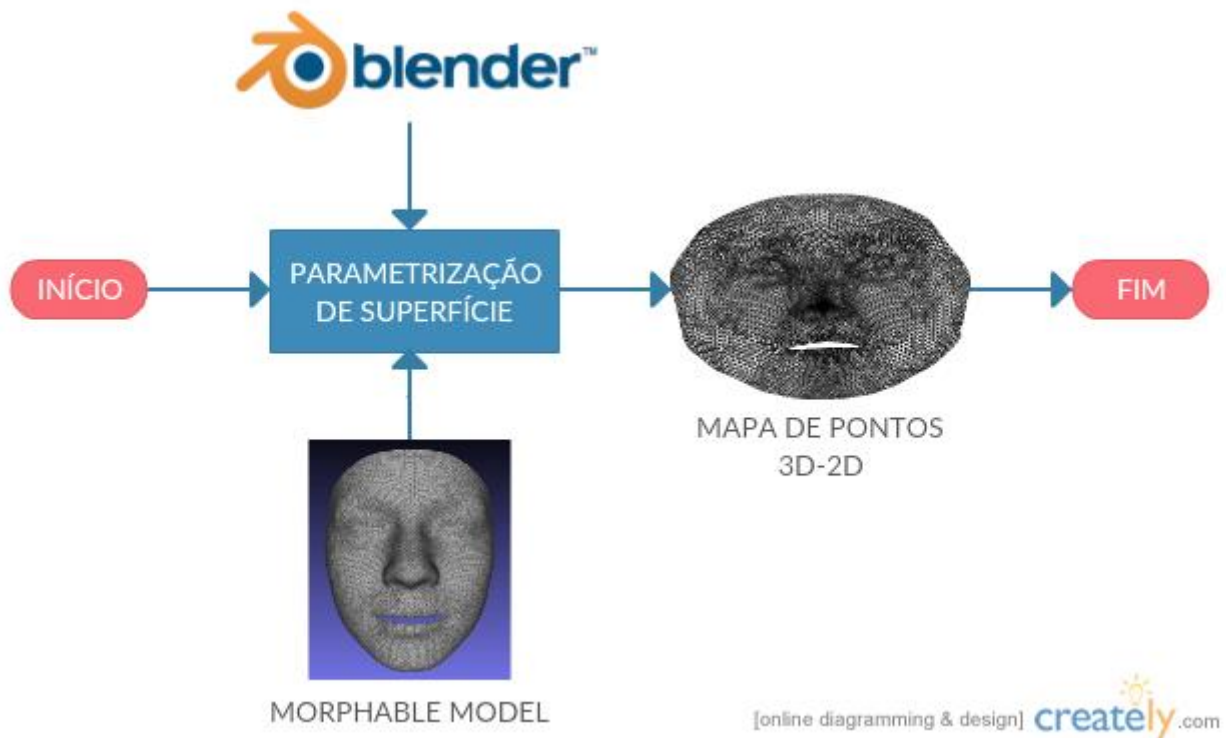 blender™
INÍCIO
PARAMETRIZAÇÃO
DE SUPERFÍCIE
FIM
MAPA DE PONTOS
3D-2D
MORPHABLE MODEL
[online diagramming & design] creately.com